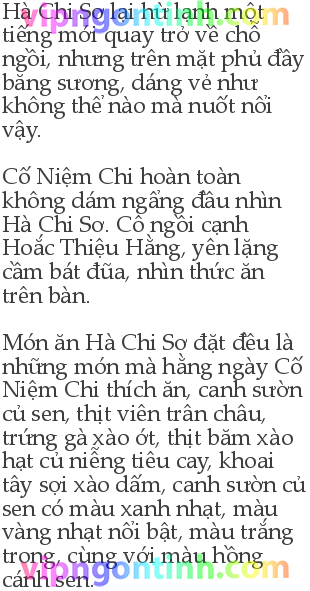 Hà Chi Sơ lại hừ lạnh một
tiếng mới quay trở về chỗ
ngồi, nhưng trên mặt phủ đầy
băng sương, dáng vẻ như
không thể nào mà nuốt nổi
vậy.
Cố Niệm Chi hoàn toàn
không dám ngẩng đầu nhìn
Hà Chi Sơ. Cô ngồi cạnh
Hoắc Thiệu Hằng, yên lặng
cầm bát đũa, nhìn thức ăn
trên bàn.
Món ăn Hà Chi Sơ đặt đều là
những món mà hằng ngày Cố
Niệm Chi thích ăn, canh sườn
củ sen, thịt viên trân châu,
trứng gà xào ớt, thịt băm xào
hạt củ niễng tiêu cay, khoai
tây sợi xào dấm, canh sườn củ
sen có màu xanh nhạt, màu
vàng nhạt nổi bật, màu trắng
trong, cùng với màu hồng
cánh sen.
vipngontinh.com
vipngontinh.com